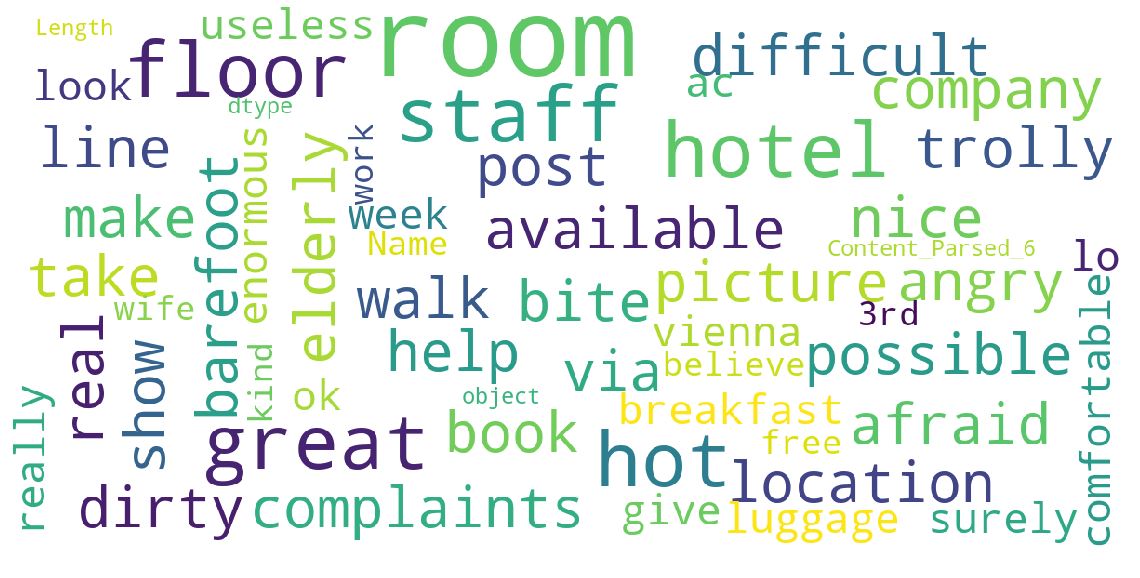 Length
useless
room
difficult
look
floor
ac
company
dtype
staff
line
enormous
elderly
work
post
hotel
trolly
make
barefoot
week
available
nice
Name
Content_Parsed_6
lo
take
wife
walk
bite
picture
angry
3rd
comfortable
real
show
kind
help
via
vienna
believe
possible
really
ok
object
breakfast
free
afraid
great
book
hot
location
dirty
complaints
give
luggage
surely